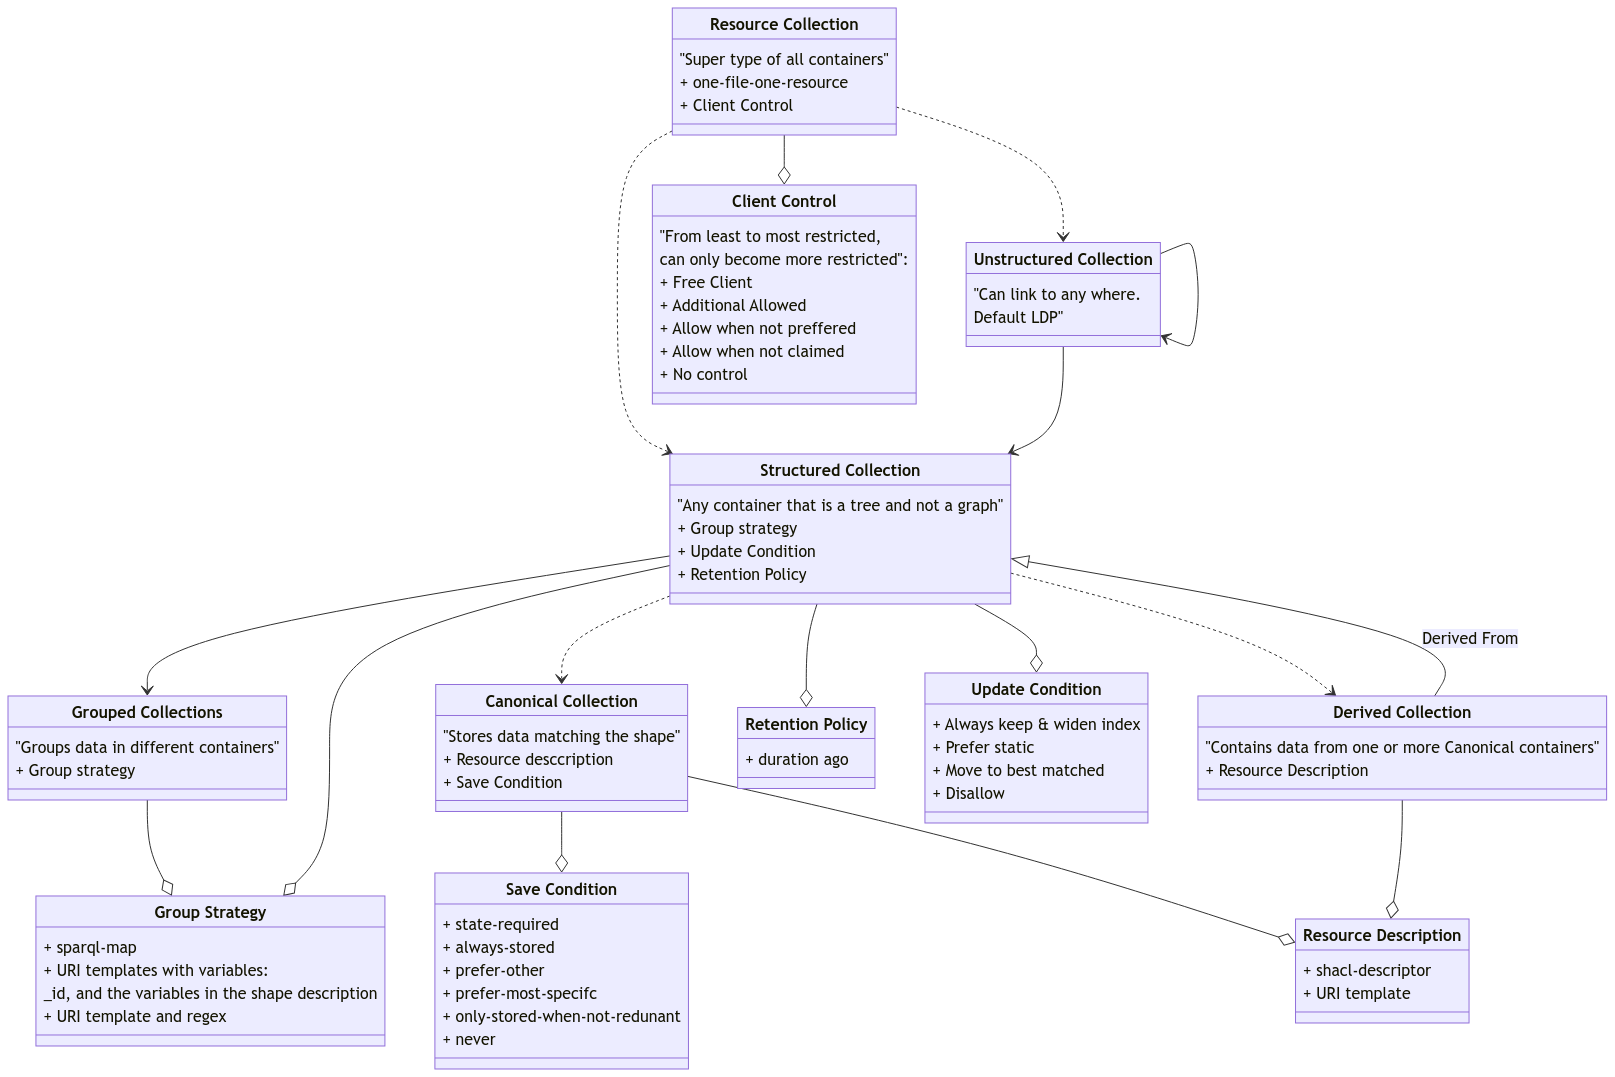 Resource Collection
"Super type of all containers"
+ one-file-one-resource
+ Client Control
Client Control
"From least to most restricted,
can only become more restricted":
+ Free Client
+ Additional Allowed
+ Allow when not preffered
+ Allow when not claimed
+ No control
Unstructured Collection
"Can link to any where.
Default LDP"
Structured Collection
"Any container that is a tree and not a graph"
+ Group strategy
+ Update Condition
+ Retention Policy
Derived From
Grouped Collections
"Groups data in different containers"
+ Group strategy
Canonical Collection
"Stores data matching the shape"
+ Resource desccription
+ Save Condition
Retention Policy
+ duration ago
Update Condition
+ Always keep & widen index
+ Prefer static
+ Move to best matched
+ Disallow
Derived Collection
"Contains data from one or more Canonical containers"
+ Resource Description
Group Strategy
+ sparql-map
+ URI templates with variables:
_id, and the variables in the shape description
+ URI template and regex
Save Condition
+ state-required
+ always-stored
+ prefer-other
+ prefer-most-specifc
+ only-stored-when-not-redunant
+ never
Resource Description
+ shacl-descriptor
+ URI template